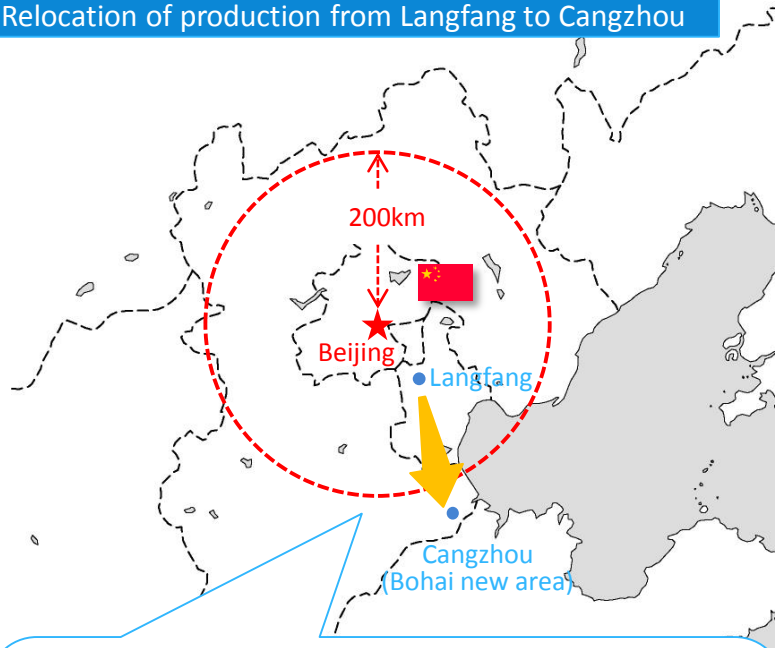 Relocation of production from Langfang to Cangzhou
200km
Beijing
Langfang
Cangzhou
(Bohai new area)